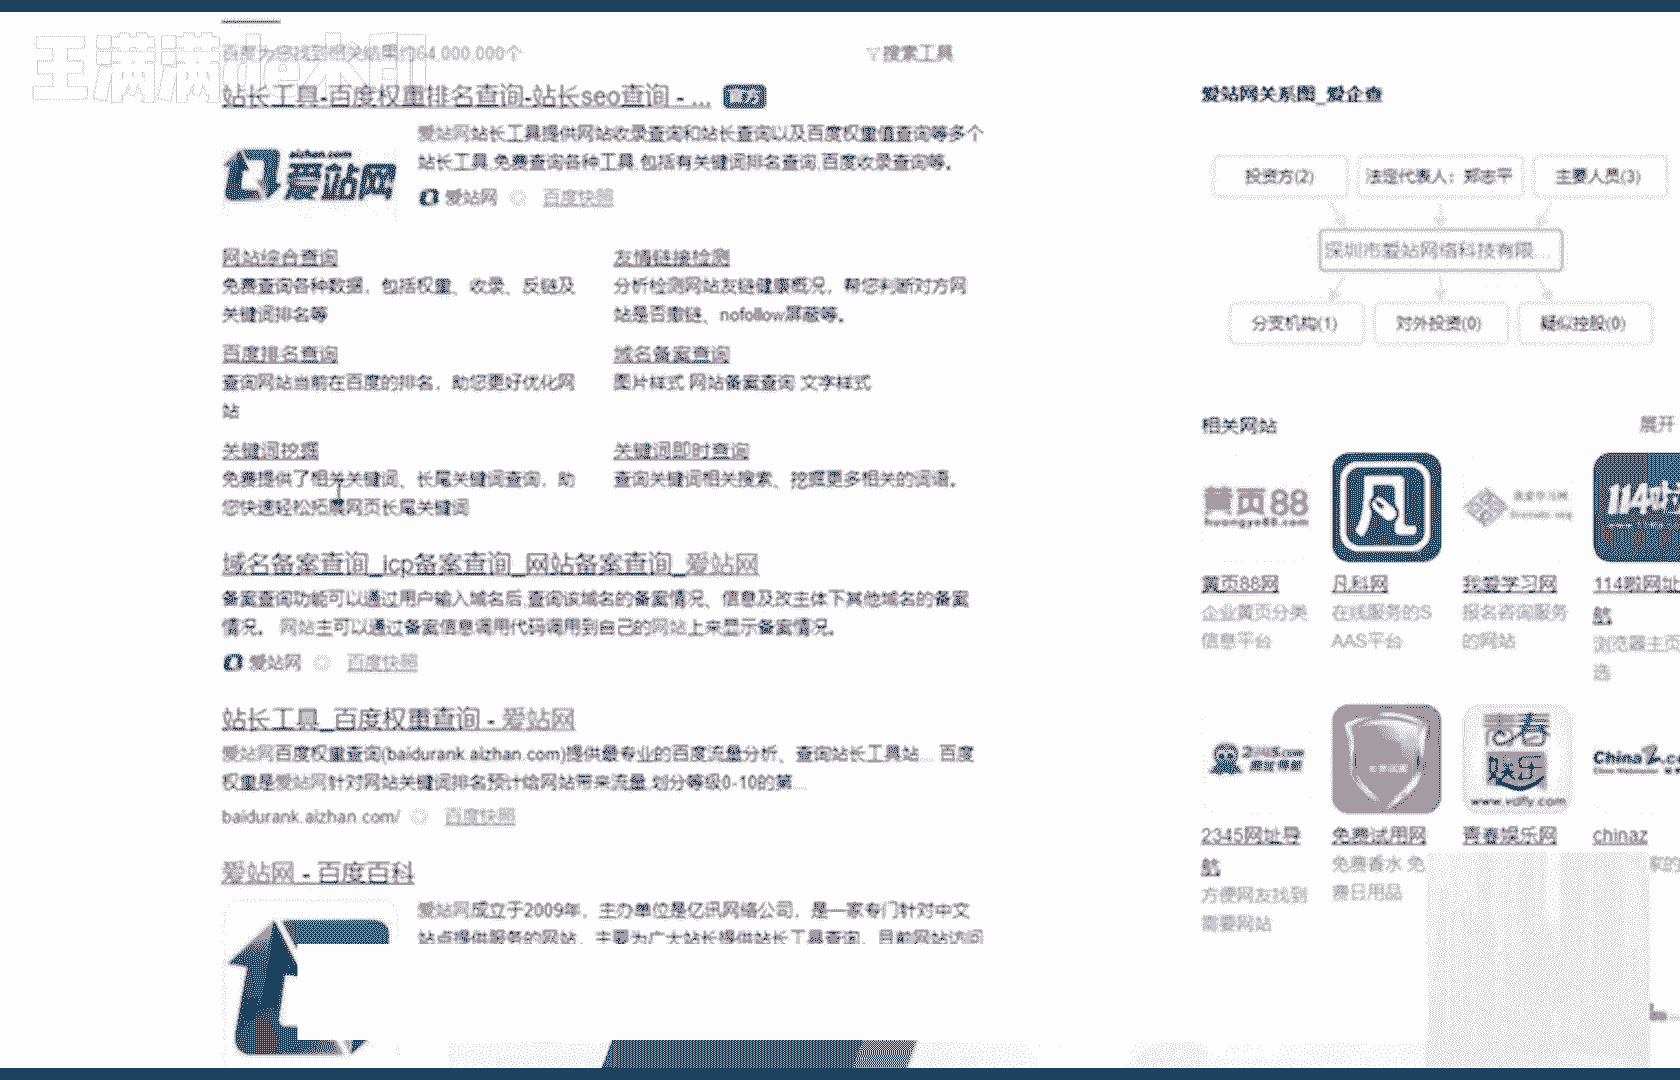 王满满de水印
百度为您找到相关结果约64,000,000个
搜索工具
站长工具-百度权重排名查询-站长seo查询 - ...
官方
爱站网站长工具提供网站收录查询和站长查询以及百度权重值查询等多个
站长工具,免费查询各种工具,包括有关键词排名查询,百度收录查询等。
aizhan.com
爱站网
爱站网
百度快照
网站综合查询
免费查询各种数据，包括权重、收录、反链及
关键词排名等
友情链接检测
分析检测网站友链健康概况，帮您判断对方网
站是否撤链、nofollow屏蔽等。
百度排名查询
查询网站当前在百度的排名，助您更好优化网
站
域名备案查询
图片样式 网站备案查询 文字样式
关键词挖掘
免费提供了相关关键词、长尾关键词查询，助
您快速轻松拓展网页长尾关键词
关键词即时查询
查询关键词相关搜索、挖掘更多相关的词语。
域名备案查询_icp备案查询_网站备案查询_爱站网
备案查询功能可以通过用户输入域名后,查询该域名的备案情况、信息及改主体下其他域名的备案
情况。 网站主可以通过备案信息调用代码调用到自己的网站上来显示备案情况。
爱站网
百度快照
站长工具_百度权重查询 - 爱站网
爱站网百度权重查询(baidurank.aizhan.com)提供最专业的百度流量分析、查询站长工具站... 百度
权重是爱站网针对网站关键词排名预计给网站带来流量,划分等级0-10的第...
baidurank.aizhan.com/
百度快照
爱站网 - 百度百科
爱站网成立于2009年，主办单位是亿讯网络公司，是一家专门针对中文
站点提供服务的网站，主要为广大站长提供站长工具查询，目前网站访问
爱站网关系图_爱企查
投资方(2)
法定代表人：郑志平
主要人员(3)
深圳市爱站网络科技有限...
分支机构(1)
对外投资(0)
疑似控股(0)
相关网站
展开
黄页88
huangye88.com
114啦
黄页88网
企业黄页分类
信息平台
凡科网
在线服务的S
AAS平台
我爱学习网
报名咨询服务
的网站
114啦网址
航
浏览器主页
选
2345.com
青春
娱乐
www.vdfly.com
ChinaZ.co
2345网址导
航
方便网友找到
需要网站
免费试用网
免费香水 免
费日用品
青春娱乐网
chinaz
家的